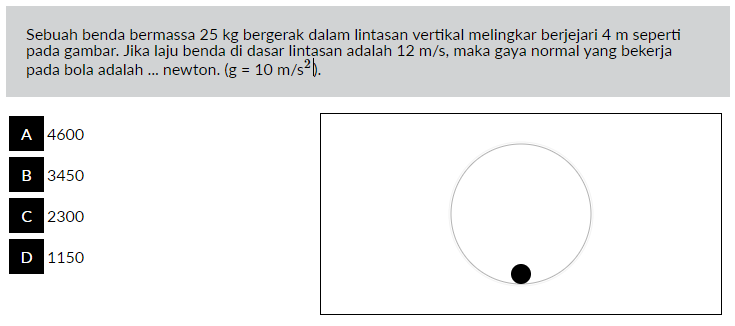 Sebuah benda bermassa 25 kg bergerak dalam lintasan vertikal melingkar berjejari 4 m seperti
pada gambar. Jika laju benda di dasar lintasan adalah 12 m/s, maka gaya normal yang bekerja
pada bola adalah ... newton. (g = 10 m/s²).
A 4600
B 3450
C 2300
D 1150